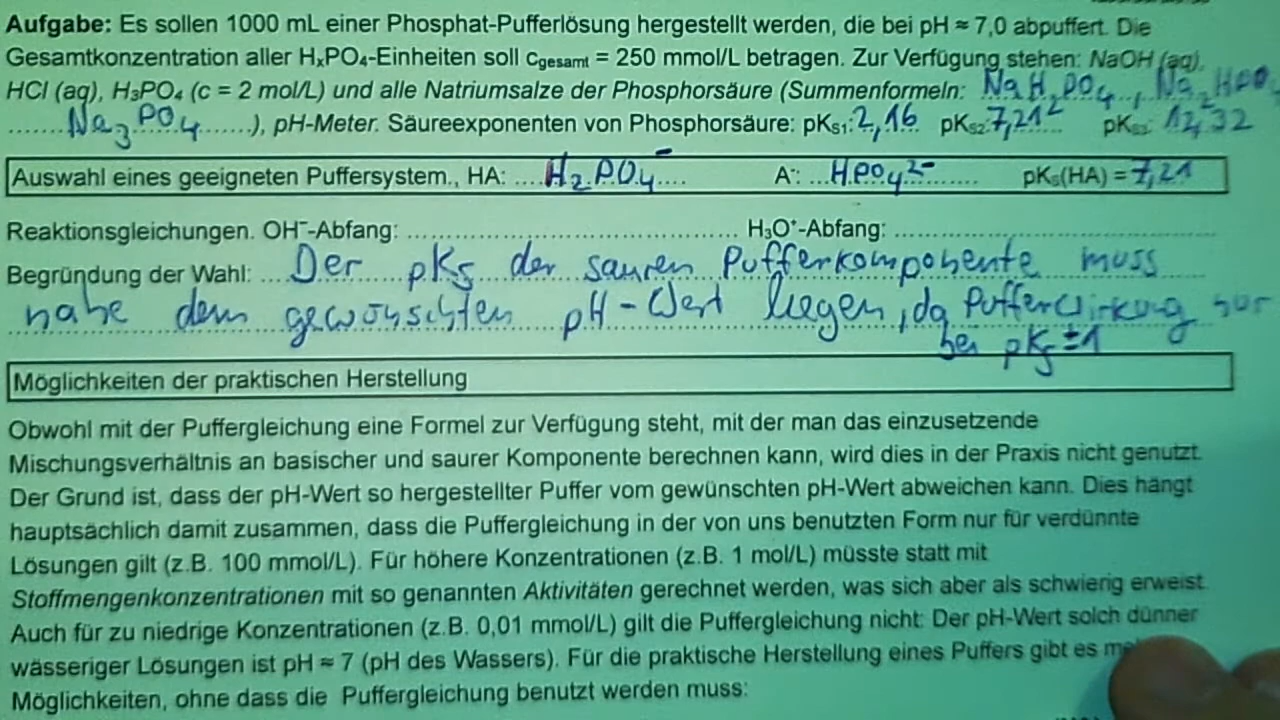 Aufgabe: Es sollen 1000 mL einer Phosphat-Pufferlösung hergestellt werden, die bei pH ≈ 7,0 abpuffert. Die
Gesamtkonzentration aller HₓPO₄-Einheiten soll cgesamt = 250 mmol/L betragen. Zur Verfügung stehen: NaOH (aq),
HCl (aq), H₃PO₄ (c = 2 mol/L) und alle Natriumsalze der Phosphorsäure (Summenformeln: NaH₂PO₄, Na₂HPO₄
Na₃PO₄), pH-Meter. Säureexponenten von Phosphorsäure: pKS1: 2,16 pKS2: 7,21 pKS3: 12,32
Auswahl eines geeigneten Puffersystem., HA: H₂PO₄⁻ A⁻: HPO₄²⁻ pKS(HA) = 7,21
Reaktionsgleichungen. OH⁻-Abfang: H₃O⁺-Abfang:
Begründung der Wahl: Der pKS der sauren Pufferkomponente muss
nahe dem gewünschten pH-Wert liegen, da Pufferwirkung nur
bei pKS ±1
Möglichkeiten der praktischen Herstellung
Obwohl mit der Puffergleichung eine Formel zur Verfügung steht, mit der man das einzusetzende
Mischungsverhältnis an basischer und saurer Komponente berechnen kann, wird dies in der Praxis nicht genutzt.
Der Grund ist, dass der pH-Wert so hergestellter Puffer vom gewünschten pH-Wert abweichen kann. Dies hängt
hauptsächlich damit zusammen, dass die Puffergleichung in der von uns benutzten Form nur für verdünnte
Lösungen gilt (z.B. 100 mmol/L). Für höhere Konzentrationen (z.B. 1 mol/L) müsste statt mit
Stoffmengenkonzentrationen mit so genannten Aktivitäten gerechnet werden, was sich aber als schwierig erweist.
Auch für zu niedrige Konzentrationen (z.B. 0,01 mmol/L) gilt die Puffergleichung nicht: Der pH-Wert solch dünner
wässeriger Lösungen ist pH ≈ 7 (pH des Wassers). Für die praktische Herstellung eines Puffers gibt es
Möglichkeiten, ohne dass die Puffergleichung benutzt werden muss: